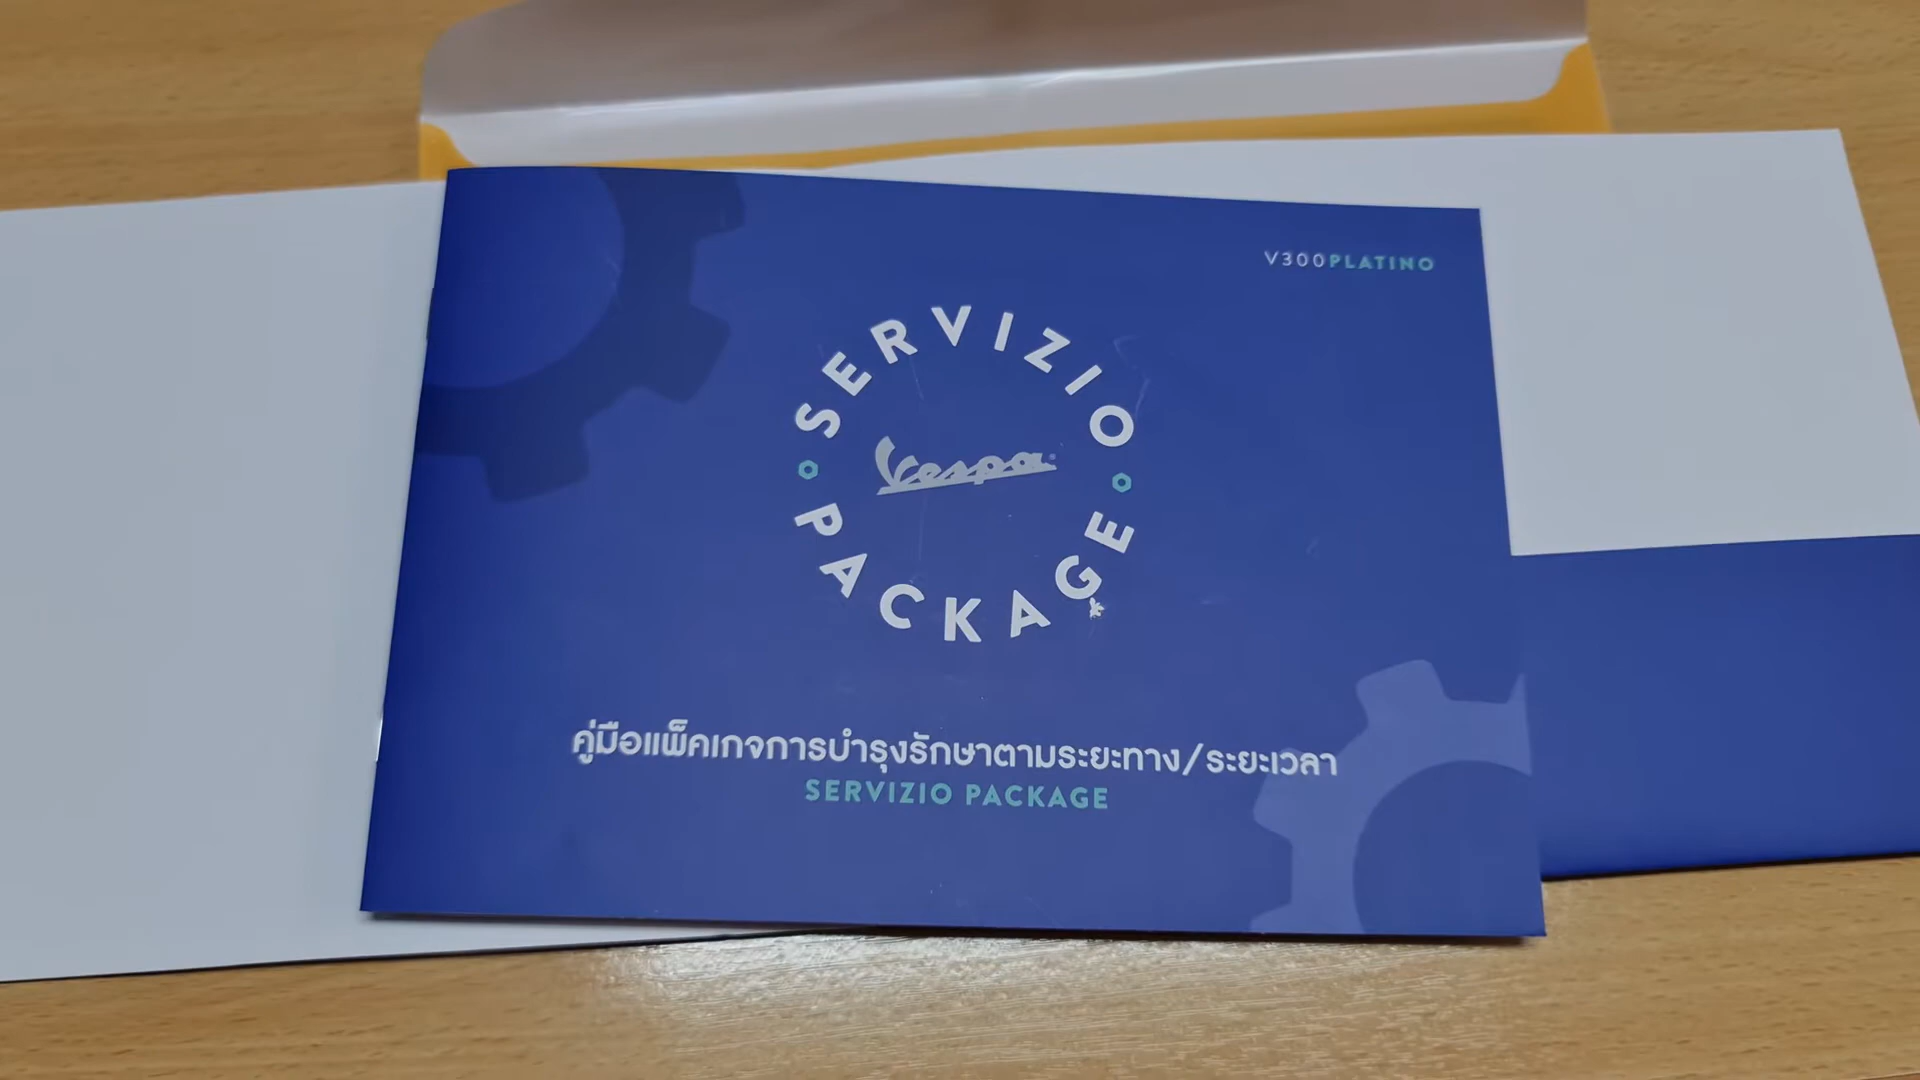 V300PLATINO
SERVIZIO
Vespa
PACKAGE
คู่มือแพ็คเกจการบำรุงรักษาตามระยะทาง/ระยะเวลา
SERVIZIO PACKAGE